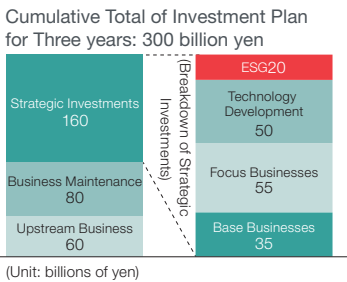 Cumulative Total of Investment Plan
for Three years: 300 billion yen
Strategic Investments
160
Business Maintenance
80
Upstream Business
60
(Breakdown of Strategic
Investments)
ESG20
Technology
Development
50
Focus Businesses
55
Base Businesses
35
(Unit: billions of yen)